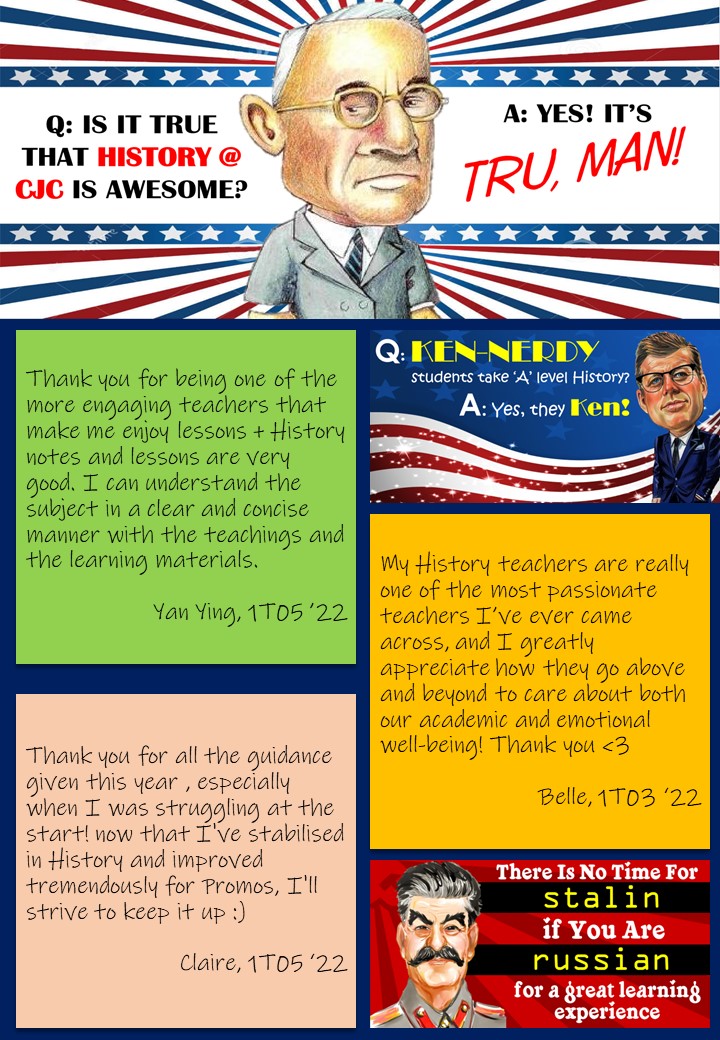 Q: IS IT TRUE
THAT HISTORY @
CJC IS AWESOME?
A: YES! IT'S
TRU, MAN!
Thank you for being one of the
more engaging teachers that
make me enjoy lessons + History
notes and lessons are very
good. I can understand the
subject in a clear and concise
manner with the teachings and
the learning materials.
Yan Ying, 1T05 '22
Q: KEN-NERDY
students take 'A' level History?
A: Yes, they Ken!
My History teachers are really
one of the most passionate
teachers I've ever came
across, and I greatly
appreciate how they go above
and beyond to care about both
our academic and emotional
well-being! Thank you <3
Belle, 1T03 '22
Thank you for all the guidance
given this year , especially
when I was struggling at the
start! now that I've stabilised
in History and improved
tremendously for Promos, I'll
strive to keep it up :)
Claire, 1T05 '22
There Is No Time For
stalin
if You Are
russian
for a great learning
experience